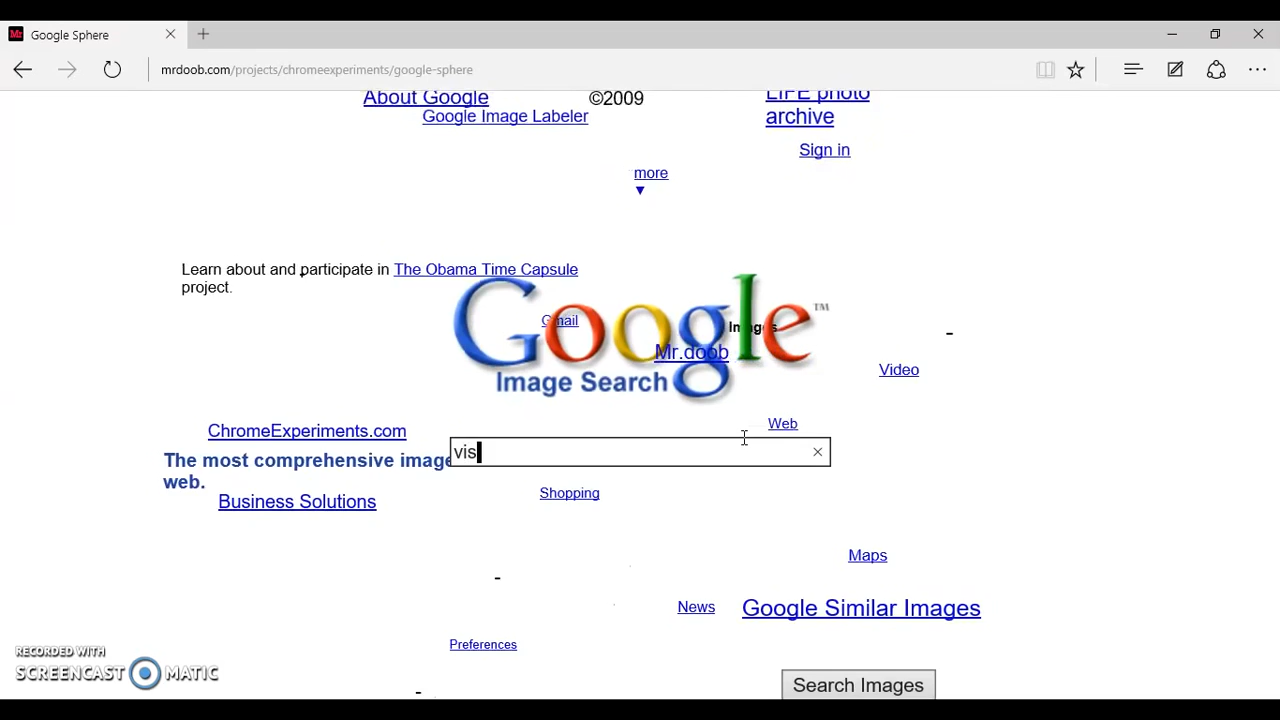 Google Sphere
mrdoob.com/projects/chromeexperiments/google-sphere
About Google
©2009
LIFE photo
archive
Google Image Labeler
Sign in
more
▼
Learn about and participate in The Obama Time Capsule
project.
Google™
Gmail
Images
Mr.doob
Image Search
Video
Web
ChromeExperiments.com
vis
The most comprehensive image
web.
Business Solutions
Shopping
Maps
-
-
News
Google Similar Images
Preferences
RECORDED WITH
SCREENCAST MATIC
-
Search Images